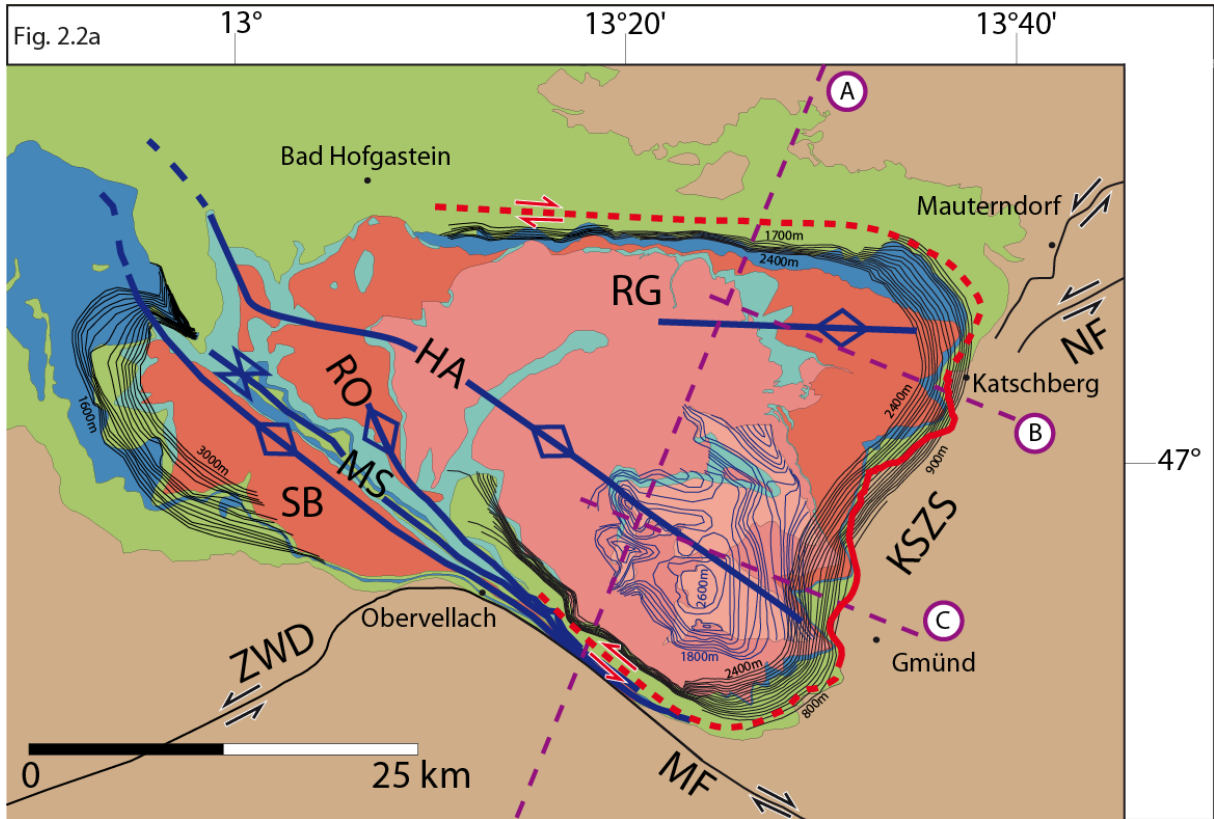 Fig. 2.2a
13°
13°20'
13°40'
A
Bad Hofgastein
Mauterndorf
1700m
2400m
RG
NF
HA
RO
Katschberg
1600m
2400m
B
900m
47°
3000m
MS
SB
KSZS
2600m
Obervellach
C
ZWD
1800m
Gmünd
2400m
800m
MF
0
25 km